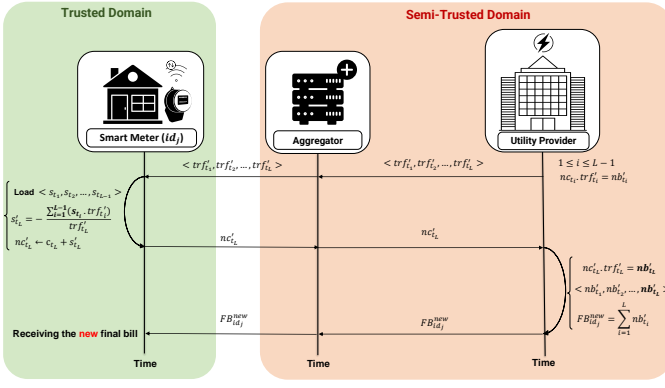 Trusted Domain
Semi-Trusted Domain
Smart Meter (id_j)
Aggregator
Utility Provider
< trf'_{t_1}, trf'_{t_2}, ..., trf'_{t_L} >
< trf'_{t_1}, trf'_{t_2}, ..., trf'_{t_L} >
1 ≤ i ≤ L − 1
nc_{t_i}. trf'_{t_i} = nb'_{t_i}
Load < s_{t_1}, s_{t_2}, ..., s_{t_{L-1}} >
s'_{t_L} = − \frac{\sum_{i=1}^{L-1}(s_{t_i}. trf'_{t_i})}{trf'_{t_L}}
nc'_{t_L} ← c_{t_L} + s'_{t_L}
nc'_{t_L}
nc'_{t_L}
nc'_{t_L}. trf'_{t_L} = nb'_{t_L}
< nb'_{t_1}, nb'_{t_2}, ..., nb'_{t_L} >
FB^{new}_{id_j} = \sum_{i=1}^{L} nb'_{t_i}
Receiving the new final bill
FB^{new}_{id_j}
FB^{new}_{id_j}
Time
Time
Time